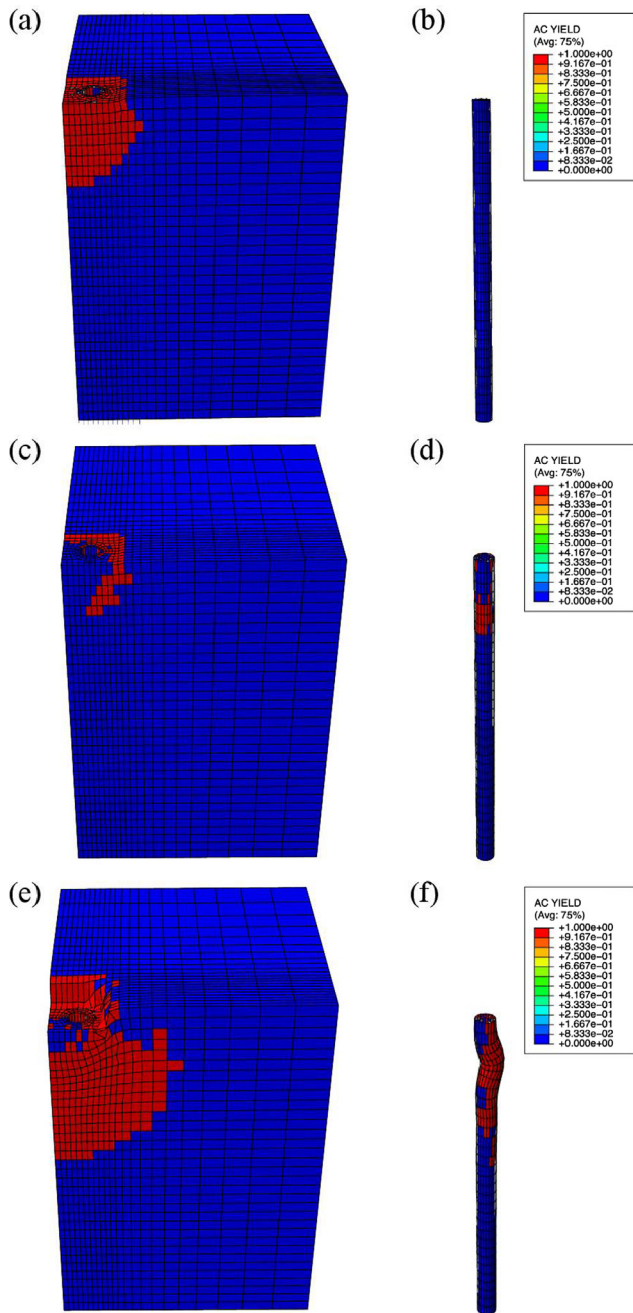 (a)
(b)
AC YIELD
(Avg: 75%)
+1.000e+00
+9.167e-01
+8.333e-01
+7.500e-01
+6.667e-01
+5.833e-01
+5.000e-01
+4.167e-01
+3.333e-01
+2.500e-01
+1.667e-01
+8.333e-02
+0.000e+00
(c)
(d)
AC YIELD
(Avg: 75%)
+1.000e+00
+9.167e-01
+8.333e-01
+7.500e-01
+6.667e-01
+5.833e-01
+5.000e-01
+4.167e-01
+3.333e-01
+2.500e-01
+1.667e-01
+8.333e-02
+0.000e+00
(e)
(f)
AC YIELD
(Avg: 75%)
+1.000e+00
+9.167e-01
+8.333e-01
+7.500e-01
+6.667e-01
+5.833e-01
+5.000e-01
+4.167e-01
+3.333e-01
+2.500e-01
+1.667e-01
+8.333e-02
+0.000e+00